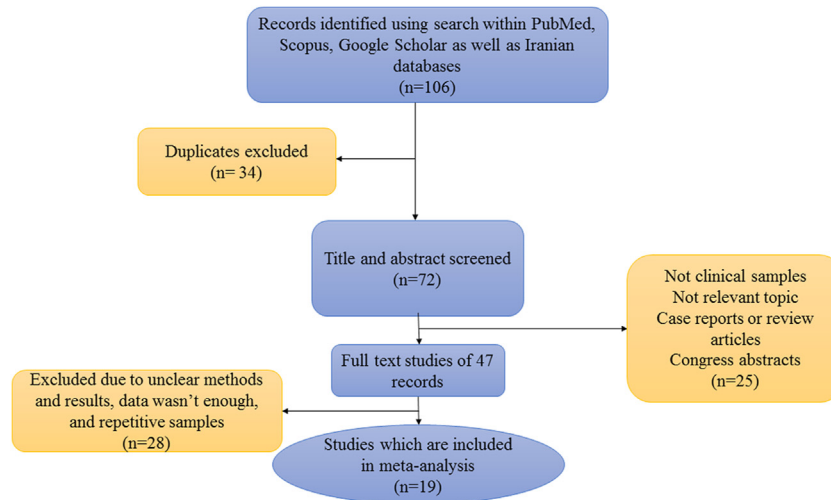 Records identified using search within PubMed,
Scopus, Google Scholar as well as Iranian
databases
(n=106)
Duplicates excluded
(n= 34)
Title and abstract screened
(n=72)
Not clinical samples
Not relevant topic
Case reports or review
articles
Congress abstracts
(n=25)
Full text studies of 47
records
Excluded due to unclear methods
and results, data wasn’t enough,
and repetitive samples
(n=28)
Studies which are included
in meta-analysis
(n=19)